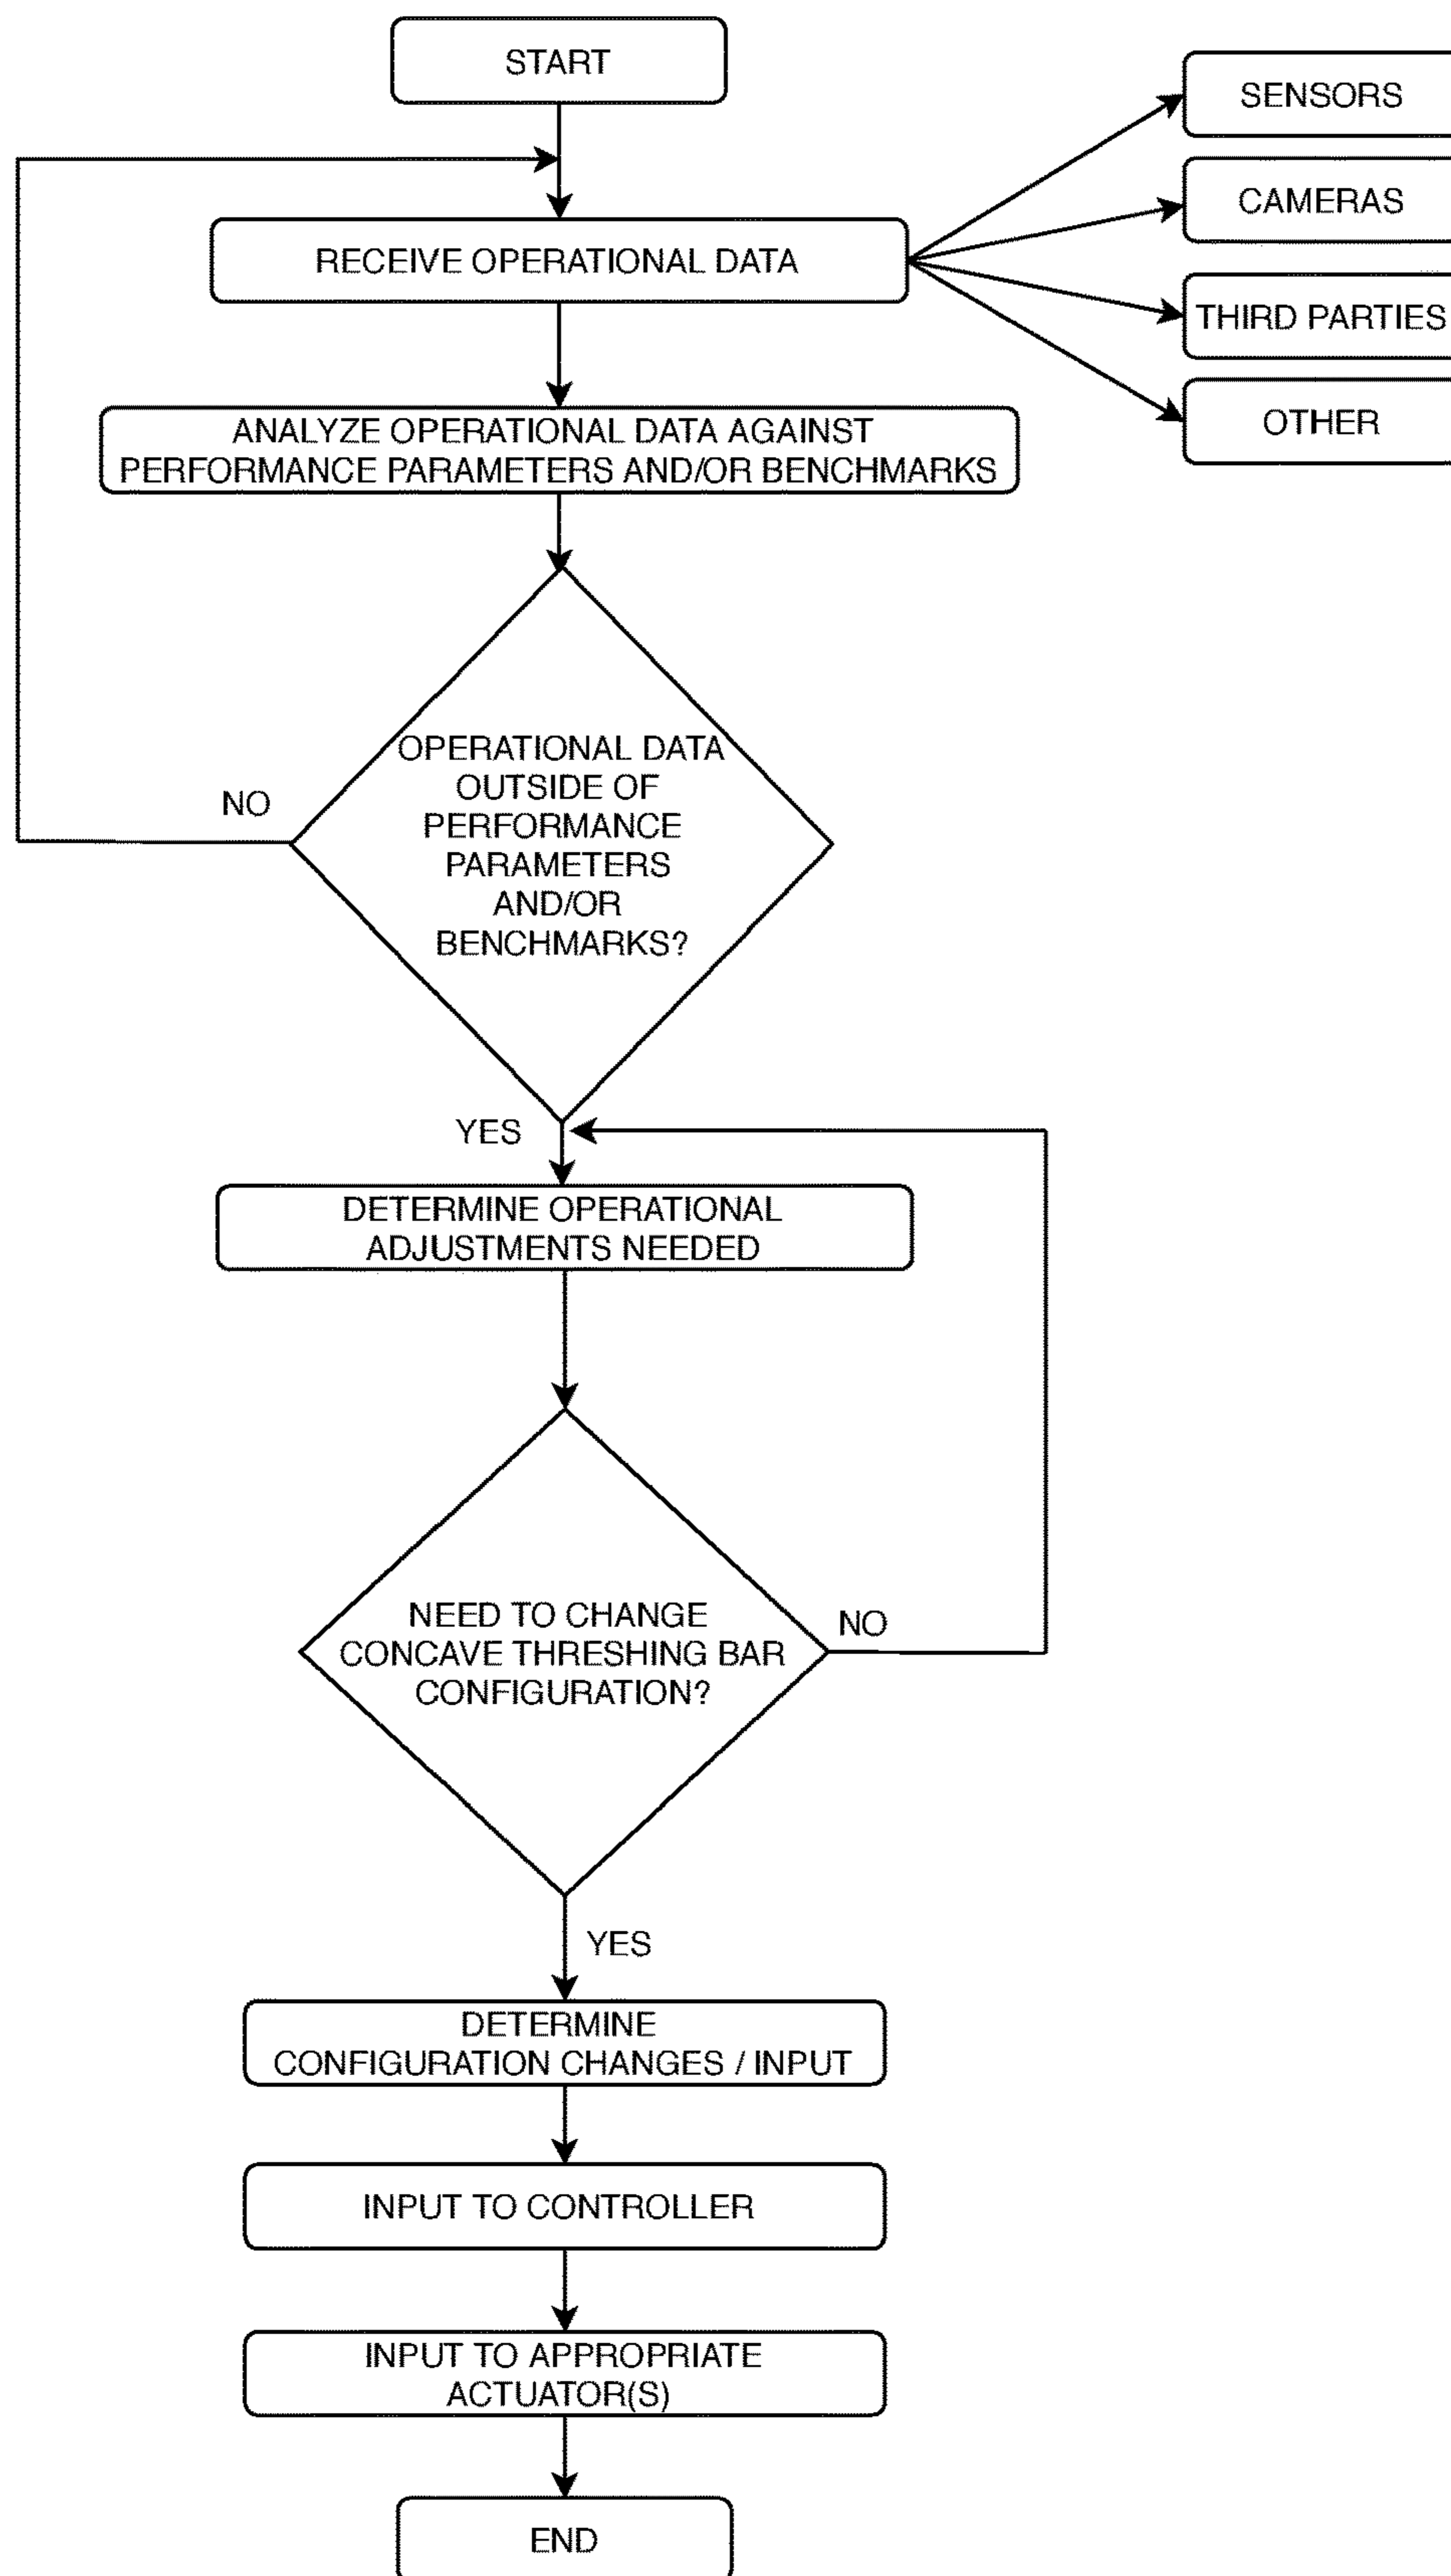 START
SENSORS
CAMERAS
RECEIVE OPERATIONAL DATA
THIRD PARTIES
OTHER
ANALYZE OPERATIONAL DATA AGAINST
PERFORMANCE PARAMETERS AND/OR BENCHMARKS
OPERATIONAL DATA
OUTSIDE OF
PERFORMANCE
PARAMETERS
AND/OR
BENCHMARKS?
NO
YES
DETERMINE OPERATIONAL
ADJUSTMENTS NEEDED
NEED TO CHANGE
CONCAVE THRESHING BAR
CONFIGURATION?
NO
YES
DETERMINE
CONFIGURATION CHANGES / INPUT
INPUT TO CONTROLLER
INPUT TO APPROPRIATE
ACTUATOR(S)
END